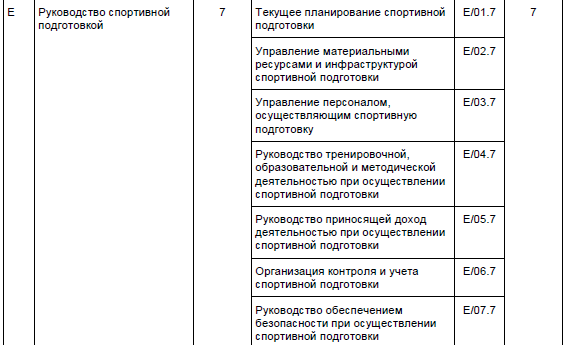 E Руководство спортивной 7 Текущее планирование спортивной E/01.7 7
подготовкой подготовки
Управление материальными E/02.7
ресурсами и инфраструктурой
спортивной подготовки
Управление персоналом, E/03.7
осуществляющим спортивную
подготовку
Руководство тренировочной, E/04.7
образовательной и методической
деятельностью при осуществлении
спортивной подготовки
Руководство приносящей доход E/05.7
деятельностью при осуществлении
спортивной подготовки
Организация контроля и учета E/06.7
спортивной подготовки
Руководство обеспечением E/07.7
безопасности при осуществлении
спортивной подготовки